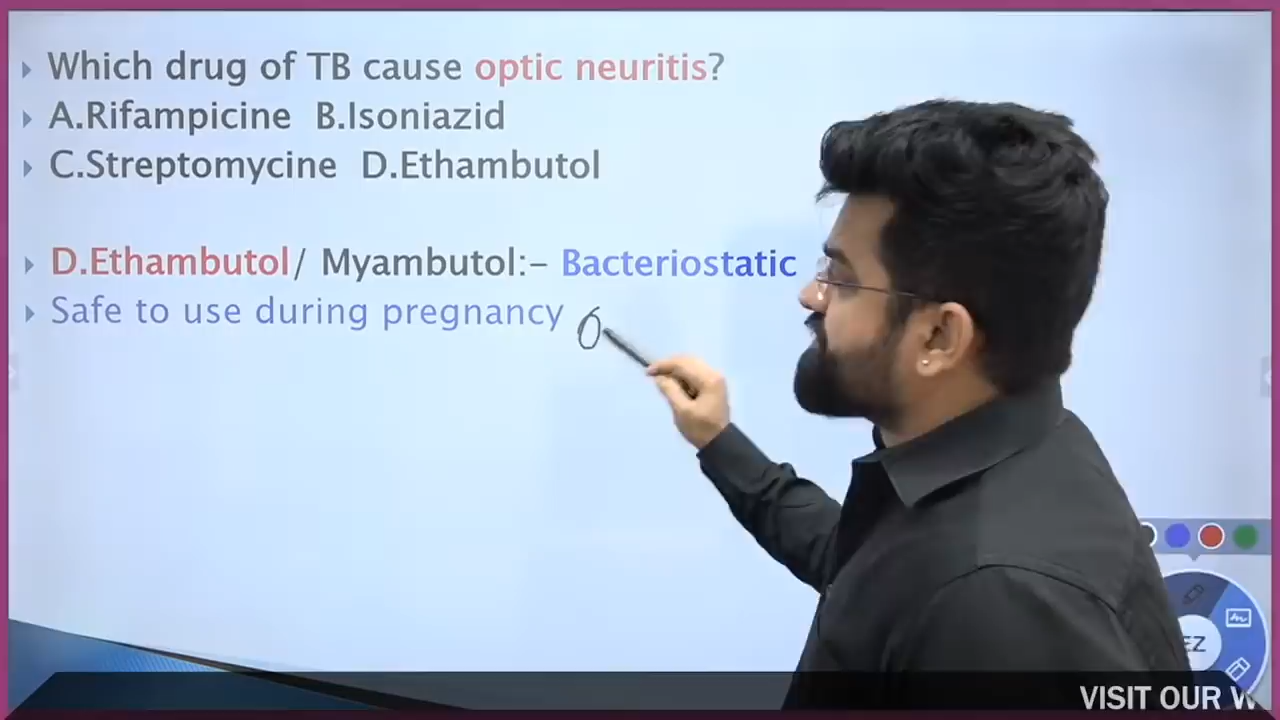 Which drug of TB cause optic neuritis?
A.Rifampicine B.Isoniazid
C.Streptomycine D.Ethambutol
D.Ethambutol/ Myambutol:– Bacteriostatic
Safe to use during pregnancy
EZ
VISIT OUR W